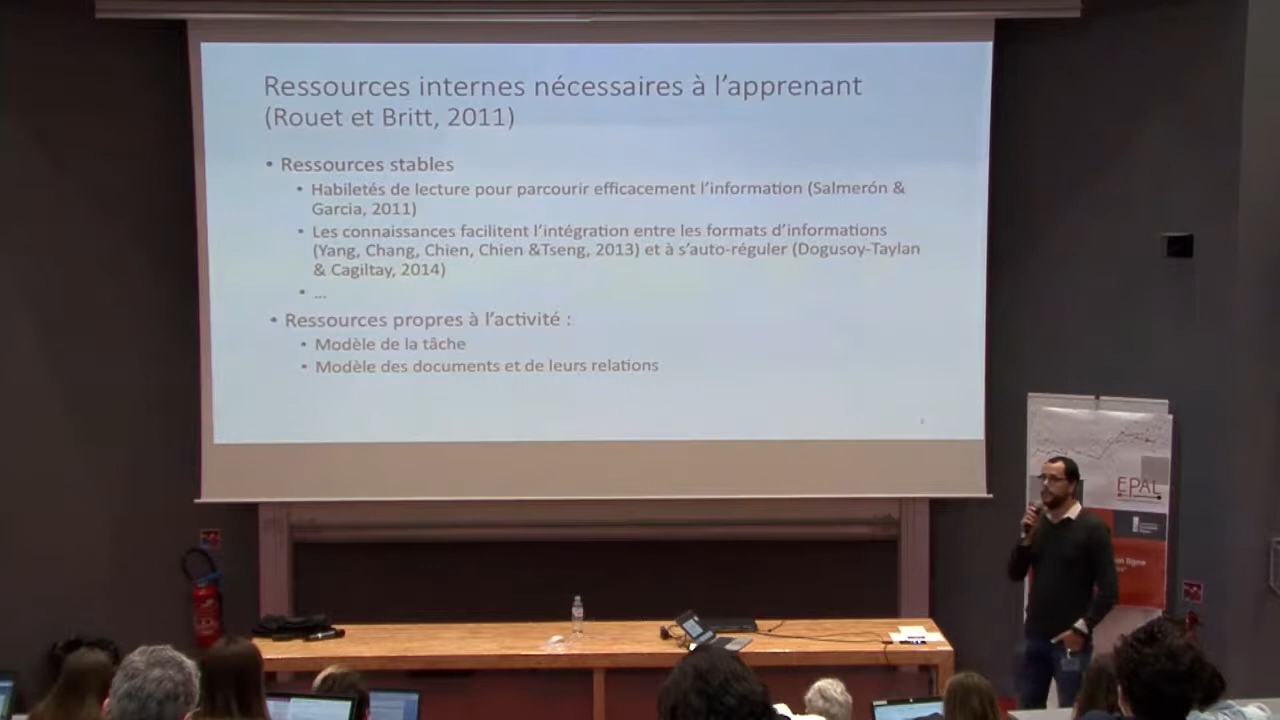 Ressources internes nécessaires à l’apprenant
(Rouet et Britt, 2011)
• Ressources stables
• Habiletés de lecture pour parcourir efficacement l’information (Salmerón &
Garcia, 2011)
• Les connaissances facilitent l’intégration entre les formats d’informations
(Yang, Chang, Chien, Chien &Tseng, 2013) et à s’auto-réguler (Dogusoy-Taylan
& Cagiltay, 2014)
• ...
• Ressources propres à l’activité :
• Modèle de la tâche
• Modèle des documents et de leurs relations
EPAL
ligne